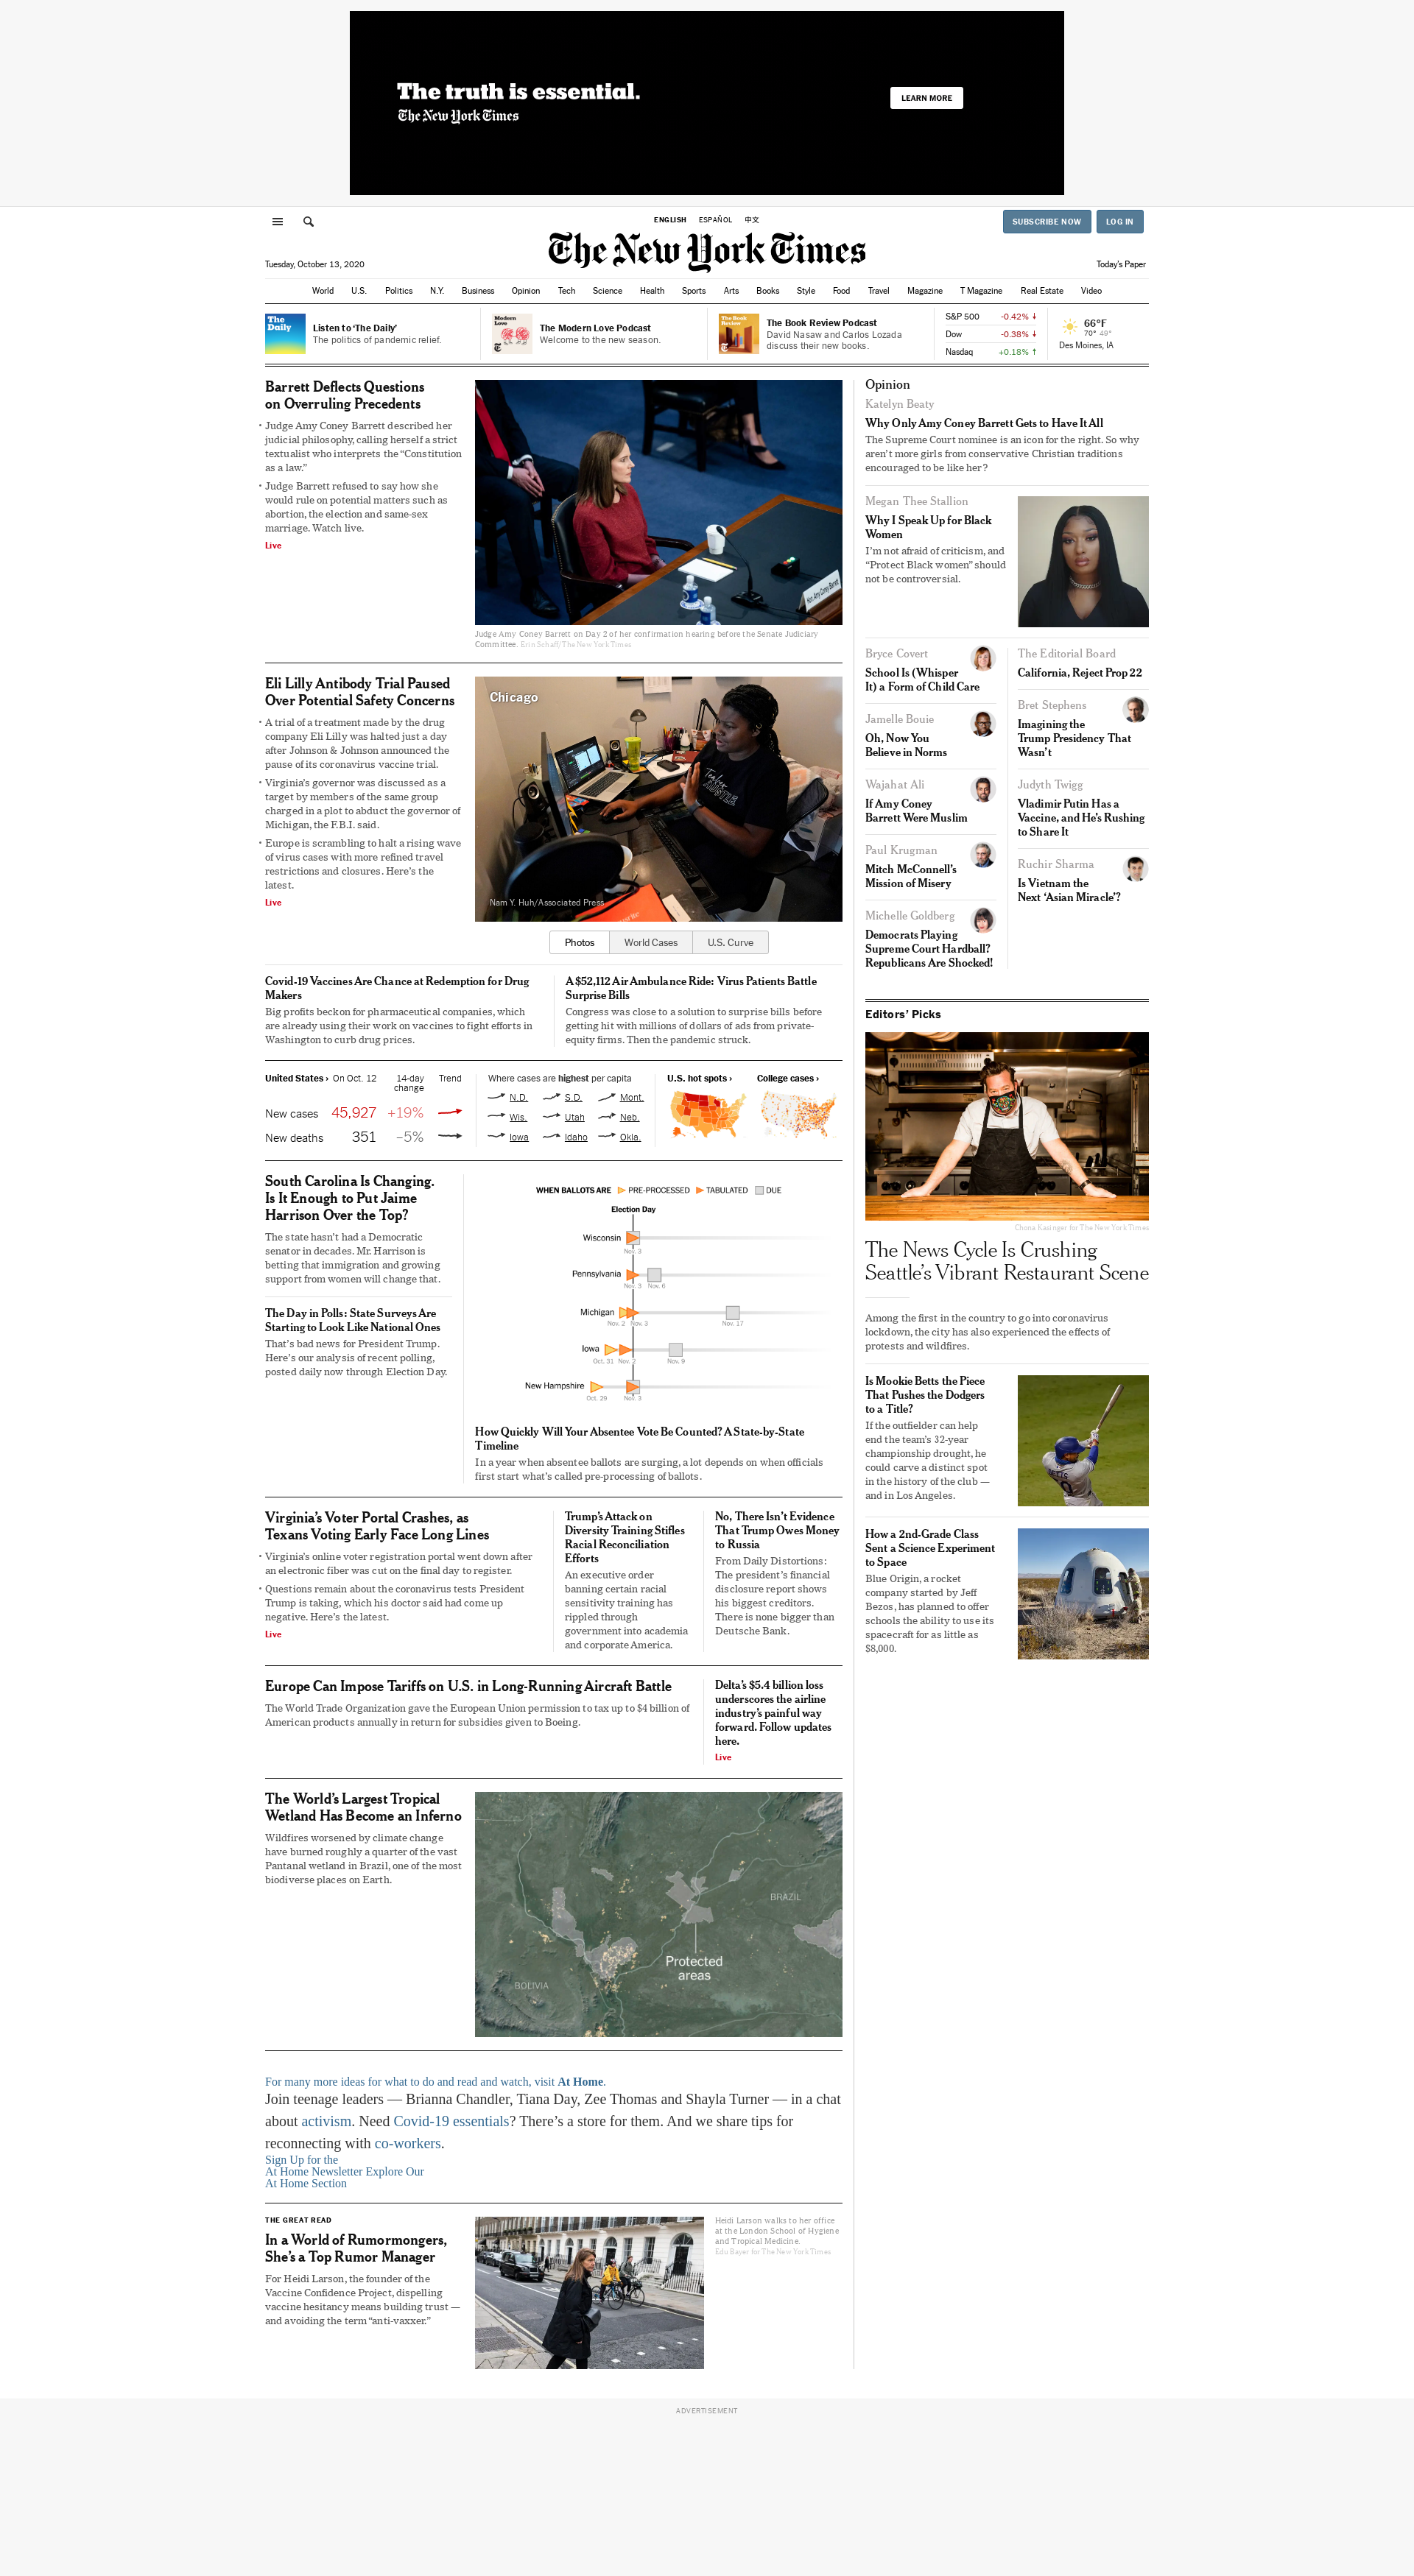 The truth is essential.
The New York Times
LEARN MORE
ENGLISH ESPAÑOL 中文
SUBSCRIBE NOW LOG IN
The New York Times
Tuesday, October 13, 2020
Today's Paper
World U.S. Politics N.Y. Business Opinion Tech Science Health Sports Arts Books Style Food Travel Magazine T Magazine Real Estate Video
The
Daily
Listen to ‘The Daily’
The politics of pandemic relief.
Modern
Love
The Modern Love Podcast
Welcome to the new season.
The Book
Review
The Book Review Podcast
David Nasaw and Carlos Lozada
discuss their new books.
S&P 500 -0.42%
Dow -0.38%
Nasdaq +0.18%
66°F
70° 49°
Des Moines, IA
Barrett Deflects Questions
on Overruling Precedents
Judge Amy Coney Barrett described her
judicial philosophy, calling herself a strict
textualist who interprets the “Constitution
as a law.”
Judge Barrett refused to say how she
would rule on potential matters such as
abortion, the election and same-sex
marriage. Watch live.
Live
Hon. Amy Coney Barrett
Judge Amy Coney Barrett on Day 2 of her confirmation hearing before the Senate Judiciary
Committee. Erin Schaff/The New York Times
Eli Lilly Antibody Trial Paused
Over Potential Safety Concerns
A trial of a treatment made by the drug
company Eli Lilly was halted just a day
after Johnson & Johnson announced the
pause of its coronavirus vaccine trial.
Virginia’s governor was discussed as a
target by members of the same group
charged in a plot to abduct the governor of
Michigan, the F.B.I. said.
Europe is scrambling to halt a rising wave
of virus cases with more refined travel
restrictions and closures. Here’s the
latest.
Live
Chicago
Nam Y. Huh/Associated Press
Photos World Cases U.S. Curve
Covid-19 Vaccines Are Chance at Redemption for Drug
Makers
Big profits beckon for pharmaceutical companies, which
are already using their work on vaccines to fight efforts in
Washington to curb drug prices.
A $52,112 Air Ambulance Ride: Virus Patients Battle
Surprise Bills
Congress was close to a solution to surprise bills before
getting hit with millions of dollars of ads from private-
equity firms. Then the pandemic struck.
United States › On Oct. 12 14-day
change Trend
New cases 45,927 +19%
New deaths 351 –5%
Where cases are highest per capita
N.D. S.D. Mont.
Wis. Utah Neb.
Iowa Idaho Okla.
U.S. hot spots ›
College cases ›
South Carolina Is Changing.
Is It Enough to Put Jaime
Harrison Over the Top?
The state hasn’t had a Democratic
senator in decades. Mr. Harrison is
betting that immigration and growing
support from women will change that.
The Day in Polls: State Surveys Are
Starting to Look Like National Ones
That’s bad news for President Trump.
Here’s our analysis of recent polling,
posted daily now through Election Day.
WHEN BALLOTS ARE PRE-PROCESSED TABULATED DUE
Election Day
Wisconsin
Nov. 3
Pennsylvania
Nov. 3 Nov. 6
Michigan
Nov. 2 Nov. 3 Nov. 17
Iowa
Oct. 31 Nov. 2 Nov. 9
New Hampshire
Oct. 29 Nov. 3
How Quickly Will Your Absentee Vote Be Counted? A State-by-State
Timeline
In a year when absentee ballots are surging, a lot depends on when officials
first start what’s called pre-processing of ballots.
Virginia’s Voter Portal Crashes, as
Texans Voting Early Face Long Lines
Virginia’s online voter registration portal went down after
an electronic fiber was cut on the final day to register.
Questions remain about the coronavirus tests President
Trump is taking, which his doctor said had come up
negative. Here’s the latest.
Live
Trump’s Attack on
Diversity Training Stifles
Racial Reconciliation
Efforts
An executive order
banning certain racial
sensitivity training has
rippled through
government into academia
and corporate America.
No, There Isn’t Evidence
That Trump Owes Money
to Russia
From Daily Distortions:
The president’s financial
disclosure report shows
his biggest creditors.
There is none bigger than
Deutsche Bank.
Europe Can Impose Tariffs on U.S. in Long-Running Aircraft Battle
The World Trade Organization gave the European Union permission to tax up to $4 billion of
American products annually in return for subsidies given to Boeing.
Delta’s $5.4 billion loss
underscores the airline
industry’s painful way
forward. Follow updates
here.
Live
The World’s Largest Tropical
Wetland Has Become an Inferno
Wildfires worsened by climate change
have burned roughly a quarter of the vast
Pantanal wetland in Brazil, one of the most
biodiverse places on Earth.
BRAZIL
Protected
areas
BOLIVIA
For many more ideas for what to do and read and watch, visit At Home.
Join teenage leaders — Brianna Chandler, Tiana Day, Zee Thomas and Shayla Turner — in a chat
about activism. Need Covid-19 essentials? There’s a store for them. And we share tips for
reconnecting with co-workers.
Sign Up for the
At Home Newsletter Explore Our
At Home Section
THE GREAT READ
In a World of Rumormongers,
She’s a Top Rumor Manager
For Heidi Larson, the founder of the
Vaccine Confidence Project, dispelling
vaccine hesitancy means building trust —
and avoiding the term “anti-vaxxer.”
Heidi Larson walks to her office
at the London School of Hygiene
and Tropical Medicine.
Edu Bayer for The New York Times
Opinion
Katelyn Beaty
Why Only Amy Coney Barrett Gets to Have It All
The Supreme Court nominee is an icon for the right. So why
aren’t more girls from conservative Christian traditions
encouraged to be like her?
Megan Thee Stallion
Why I Speak Up for Black
Women
I’m not afraid of criticism, and
“Protect Black women” should
not be controversial.
Bryce Covert
School Is (Whisper
It) a Form of Child Care
Jamelle Bouie
Oh, Now You
Believe in Norms
Wajahat Ali
If Amy Coney
Barrett Were Muslim
Paul Krugman
Mitch McConnell’s
Mission of Misery
Michelle Goldberg
Democrats Playing
Supreme Court Hardball?
Republicans Are Shocked!
The Editorial Board
California, Reject Prop 22
Bret Stephens
Imagining the
Trump Presidency That
Wasn’t
Judyth Twigg
Vladimir Putin Has a
Vaccine, and He’s Rushing
to Share It
Ruchir Sharma
Is Vietnam the
Next ‘Asian Miracle’?
Editors’ Picks
Chona Kasinger for The New York Times
The News Cycle Is Crushing
Seattle’s Vibrant Restaurant Scene
Among the first in the country to go into coronavirus
lockdown, the city has also experienced the effects of
protests and wildfires.
Is Mookie Betts the Piece
That Pushes the Dodgers
to a Title?
If the outfielder can help
end the team’s 32-year
championship drought, he
could carve a distinct spot
in the history of the club —
and in Los Angeles.
How a 2nd-Grade Class
Sent a Science Experiment
to Space
Blue Origin, a rocket
company started by Jeff
Bezos, has planned to offer
schools the ability to use its
spacecraft for as little as
$8,000.
ADVERTISEMENT